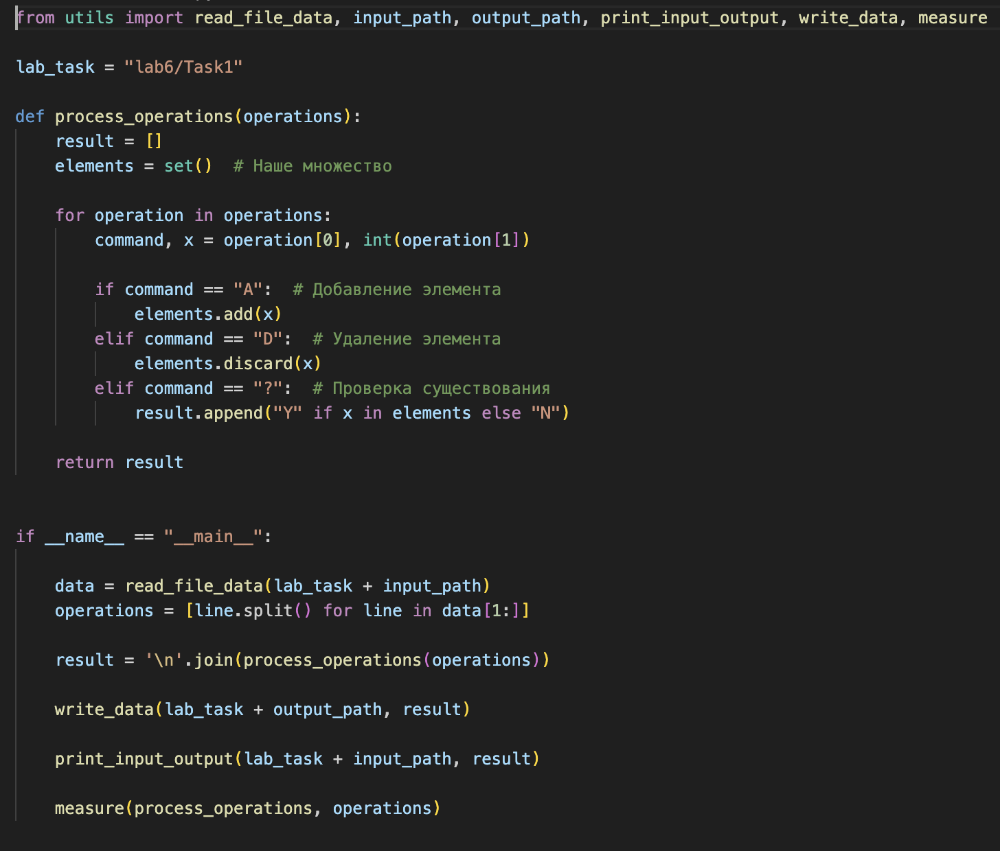 from utils import read_file_data, input_path, output_path, print_input_output, write_data, measure
lab_task = "lab6/Task1"
def process_operations(operations):
    result = []
    elements = set()  # Наше множество
    for operation in operations:
        command, x = operation[0], int(operation[1])
        if command == "A":  # Добавление элемента
            elements.add(x)
        elif command == "D":  # Удаление элемента
            elements.discard(x)
        elif command == "?":  # Проверка существования
            result.append("Y" if x in elements else "N")
    return result
if __name__ == "__main__":
    data = read_file_data(lab_task + input_path)
    operations = [line.split() for line in data[1:]]
    result = '\n'.join(process_operations(operations))
    write_data(lab_task + output_path, result)
    print_input_output(lab_task + input_path, result)
    measure(process_operations, operations)